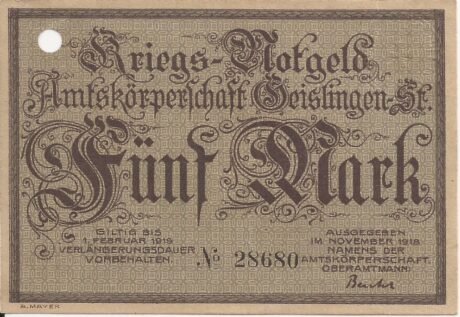 Kriegs-Notgeld
Amtskörperschaft Geislingen-St.
Fünf Mark
GILTIG BIS
1. FEBRUAR 1919
VERLÄNGERUNGSDAUER
VORBEHALTEN.
No 28680
AUSGEGEBEN
IM NOVEMBER 1918
NAMENS DER
AMTSKÖRPERSCHAFT.
OBERAMTMANN:
B. MAYER